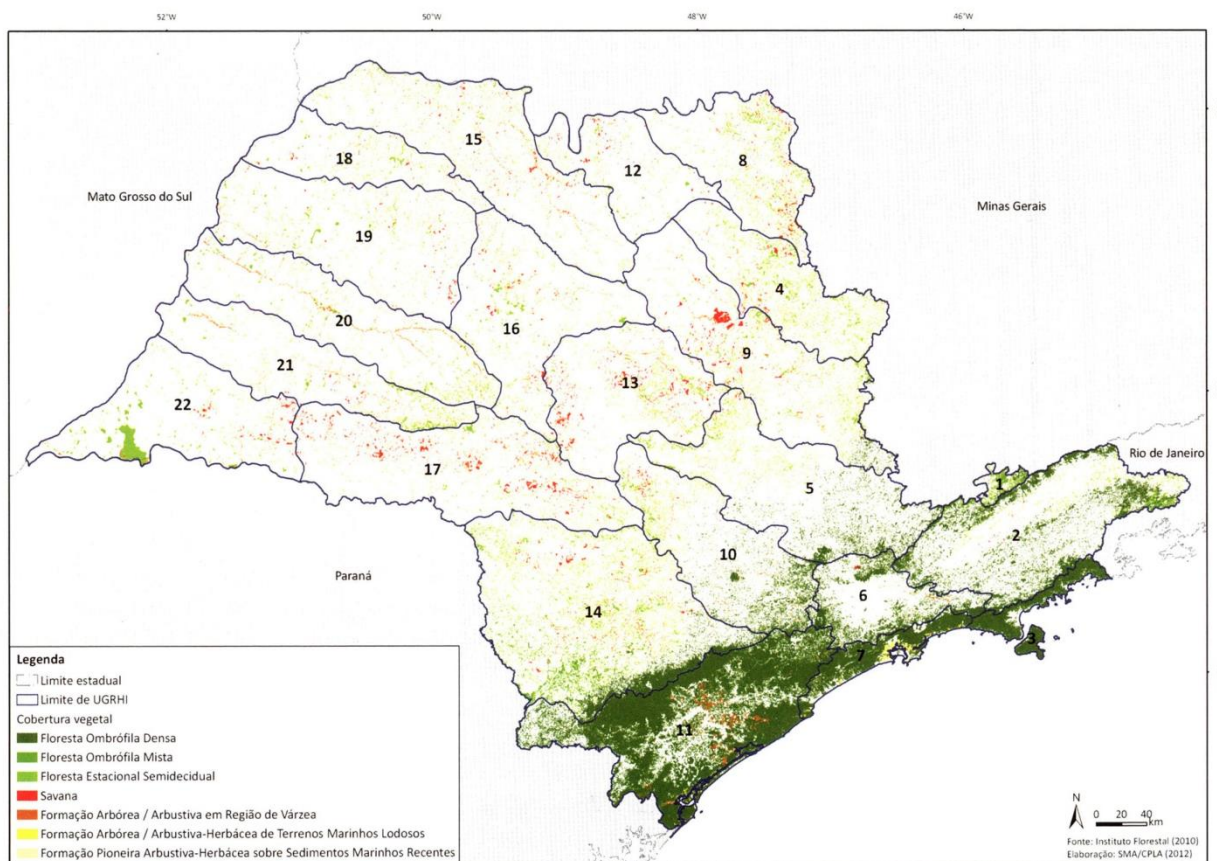 52°W 50°W 48°W 46°W
15
18
12
8
Mato Grosso do Sul
Minas Gerais
19
4
20
16
9
21
13
22
17
Rio de Janeiro
5
1
2
10
Paraná
6
14
3
7
11
Legenda
Limite estadual
Limite de UGRHI
Cobertura vegetal
Floresta Ombrófila Densa
Floresta Ombrófila Mista
Floresta Estacional Semidecidual
Savana
Formação Arbórea / Arbustiva em Região de Várzea
Formação Arbórea / Arbustiva-Herbácea de Terrenos Marinhos Lodosos
Formação Pioneira Arbustiva-Herbácea sobre Sedimentos Marinhos Recentes
N
0 20 40
km
Fonte: Instituto Florestal (2010)
Elaboração: SMA/CPLA (2012)